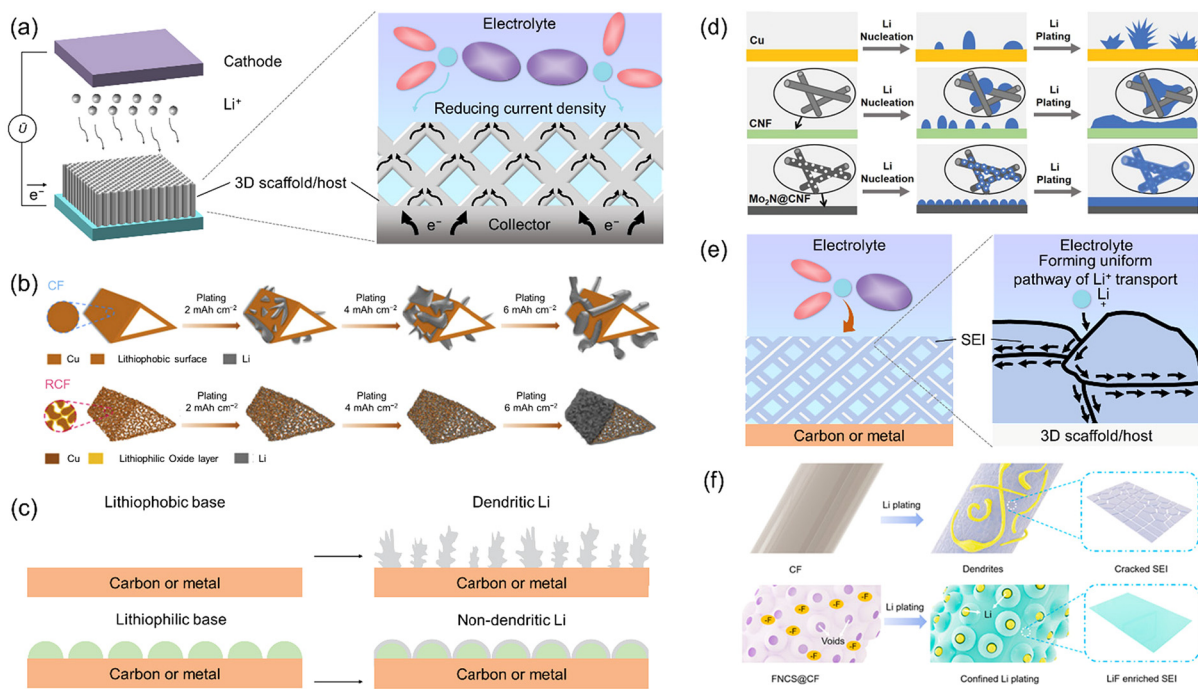 (a)
Cathode
Li⁺
Ü
e⁻
3D scaffold/host
Electrolyte
Reducing current density
e⁻ e⁻
Collector
(b)
CF
Plating
2 mAh cm⁻²
Plating
4 mAh cm⁻²
Plating
6 mAh cm⁻²
Cu Lithiophobic surface Li
RCF
Plating
2 mAh cm⁻²
Plating
4 mAh cm⁻²
Plating
6 mAh cm⁻²
Cu Lithiophilic Oxide layer Li
(c)
Lithiophobic base
Dendritic Li
Carbon or metal
Carbon or metal
Lithiophilic base
Non-dendritic Li
Carbon or metal
Carbon or metal
(d)
Cu
Li
Nucleation
Li
Plating
CNF
Li
Nucleation
Li
Plating
Mo₂N@CNF
Li
Nucleation
Li
Plating
(e)
Electrolyte
SEI
Carbon or metal
Electrolyte
Forming uniform
pathway of Li⁺ transport
Li
+
3D scaffold/host
(f)
Li plating
CF
Dendrites
Cracked SEI
-F
-F
-F
-F
-F
-F
Voids
Li plating
Li
FNCS@CF
Confined Li plating
LiF enriched SEI